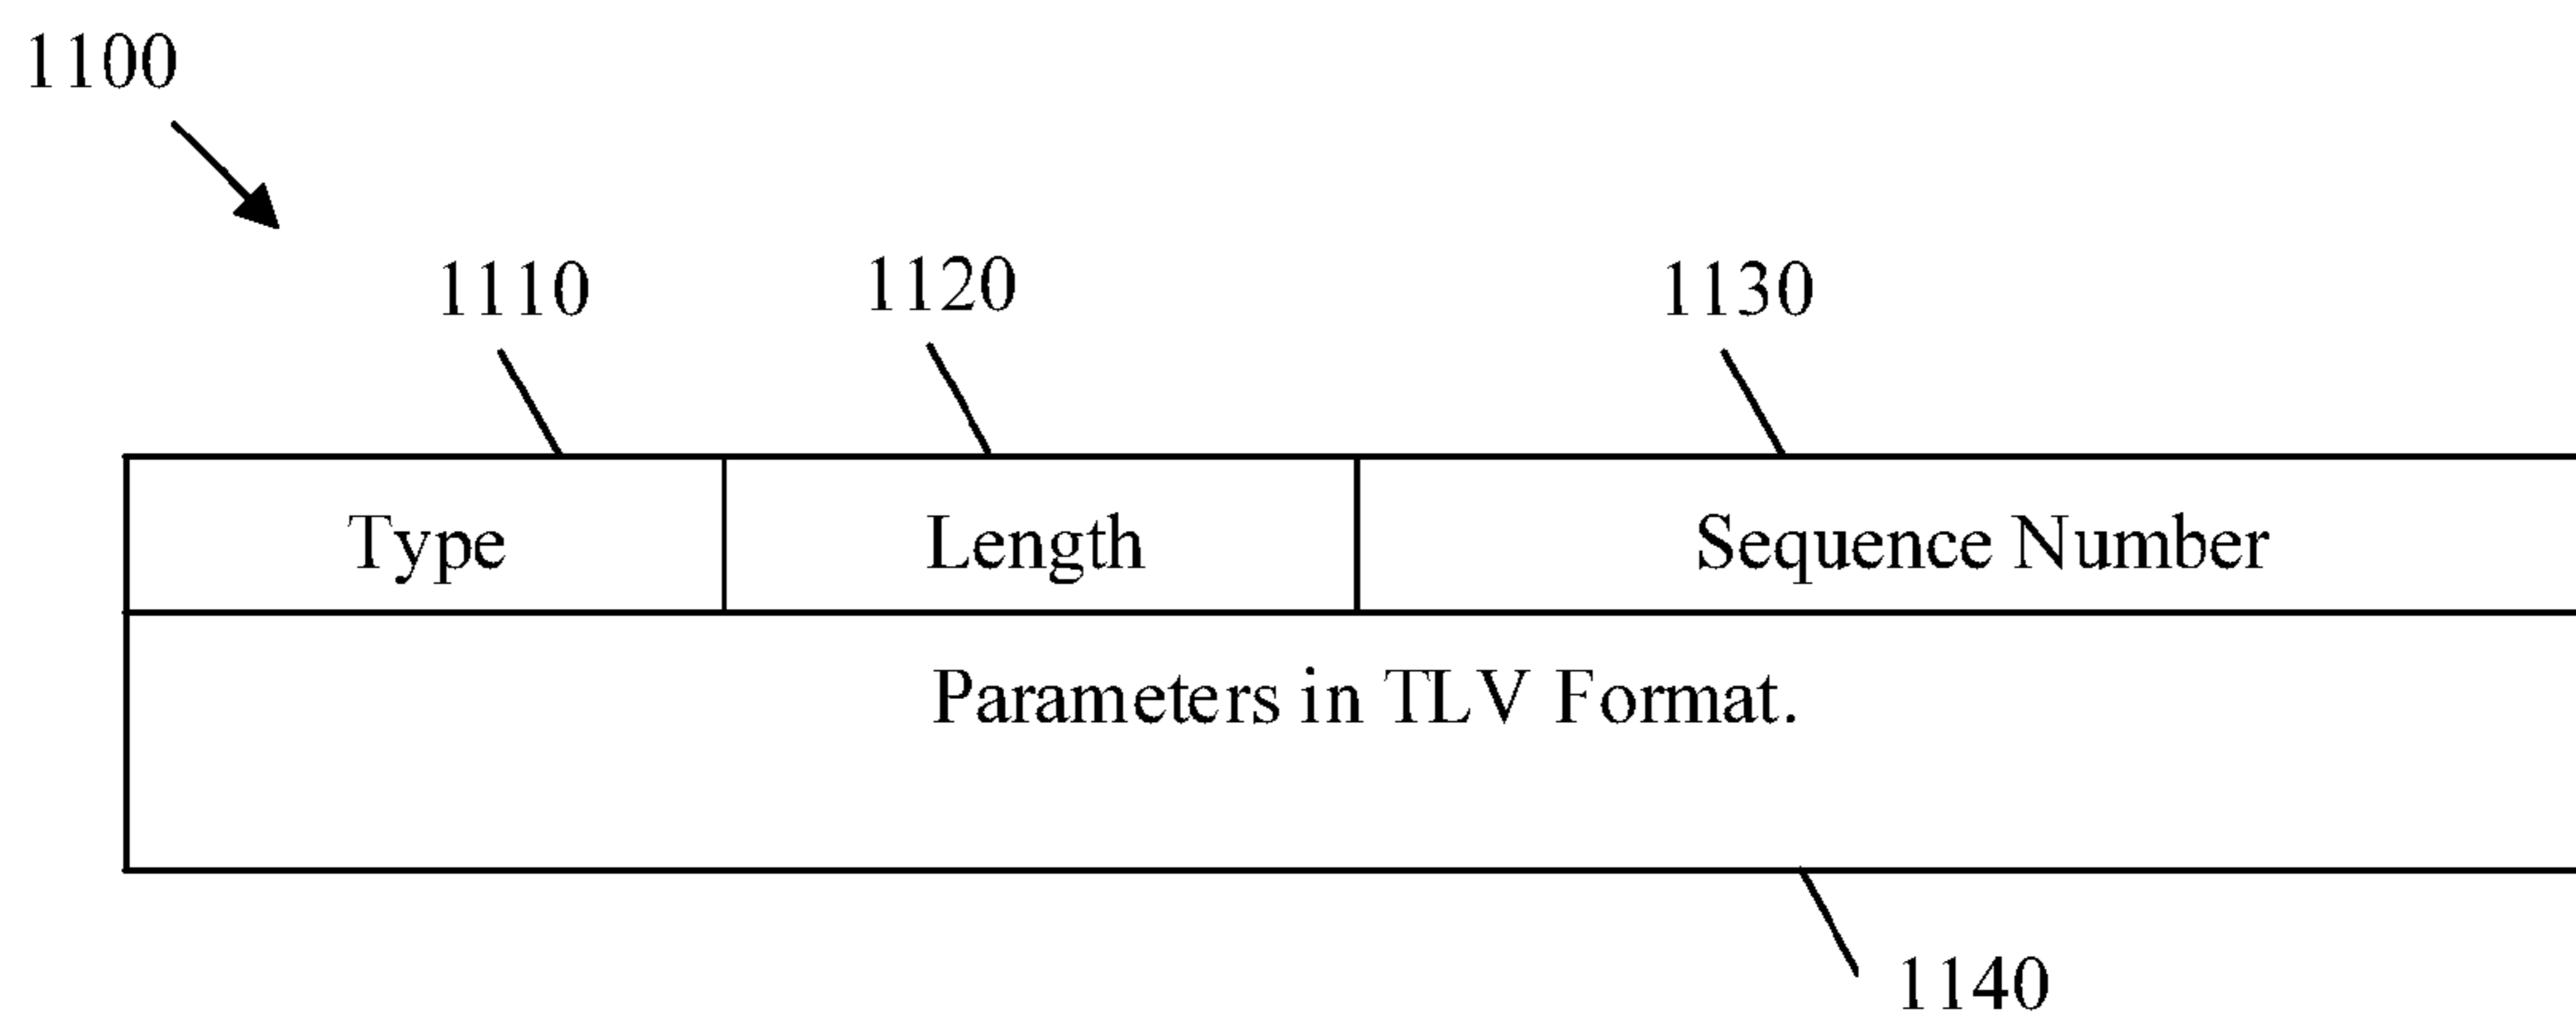 1100
1110 1120 1130
Type Length Sequence Number
Parameters in TLV Format.
1140